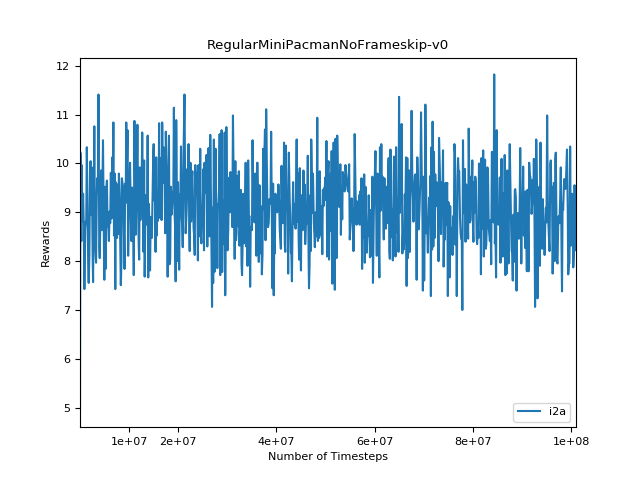 RegularMiniPacmanNoFrameskip-v0
12
11
10
9
8
7
6
5
Rewards
i2a
1e+07 2e+07 4e+07 6e+07 8e+07 1e+08
Number of Timesteps